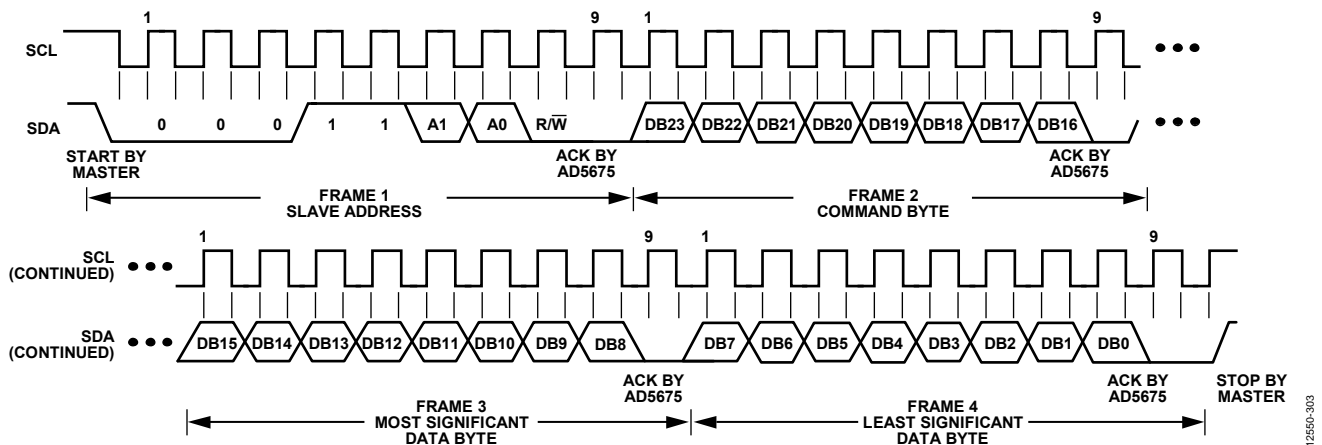 1 9 1 9
SCL
SDA 0 0 0 1 1 A1 A0 R/W DB23 DB22 DB21 DB20 DB19 DB18 DB17 DB16
START BY
MASTER
ACK BY
AD5675
ACK BY
AD5675
FRAME 1
SLAVE ADDRESS
FRAME 2
COMMAND BYTE
1 9 1 9
SCL
(CONTINUED)
SDA
(CONTINUED)
DB15 DB14 DB13 DB12 DB11 DB10 DB9 DB8 DB7 DB6 DB5 DB4 DB3 DB2 DB1 DB0
ACK BY
AD5675
ACK BY
AD5675
STOP BY
MASTER
FRAME 3
MOST SIGNIFICANT
DATA BYTE
FRAME 4
LEAST SIGNIFICANT
DATA BYTE
12550-303